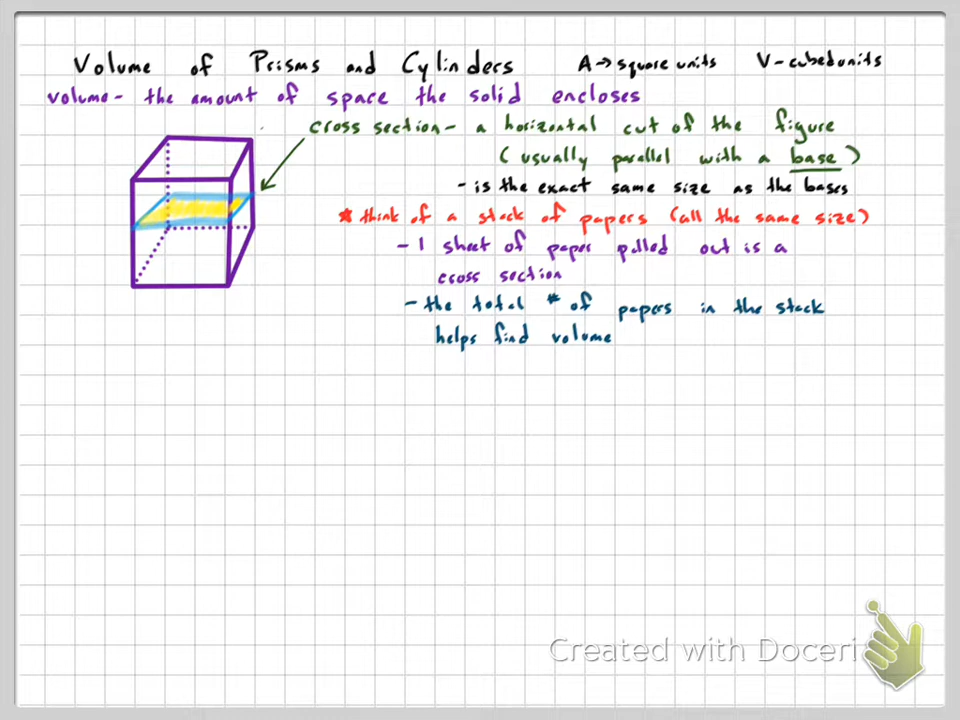 Volume of Prisms and Cylinders A→square units V-cubed units
volume- the amount of space the solid encloses
cross section- a horizontal cut of the figure
(usually parallel with a base)
- is the exact same size as the bases
* think of a stack of papers (all the same size)
- 1 sheet of paper pulled out is a
cross section
- the total # of papers in the stack
helps find volume
Created with Doceri